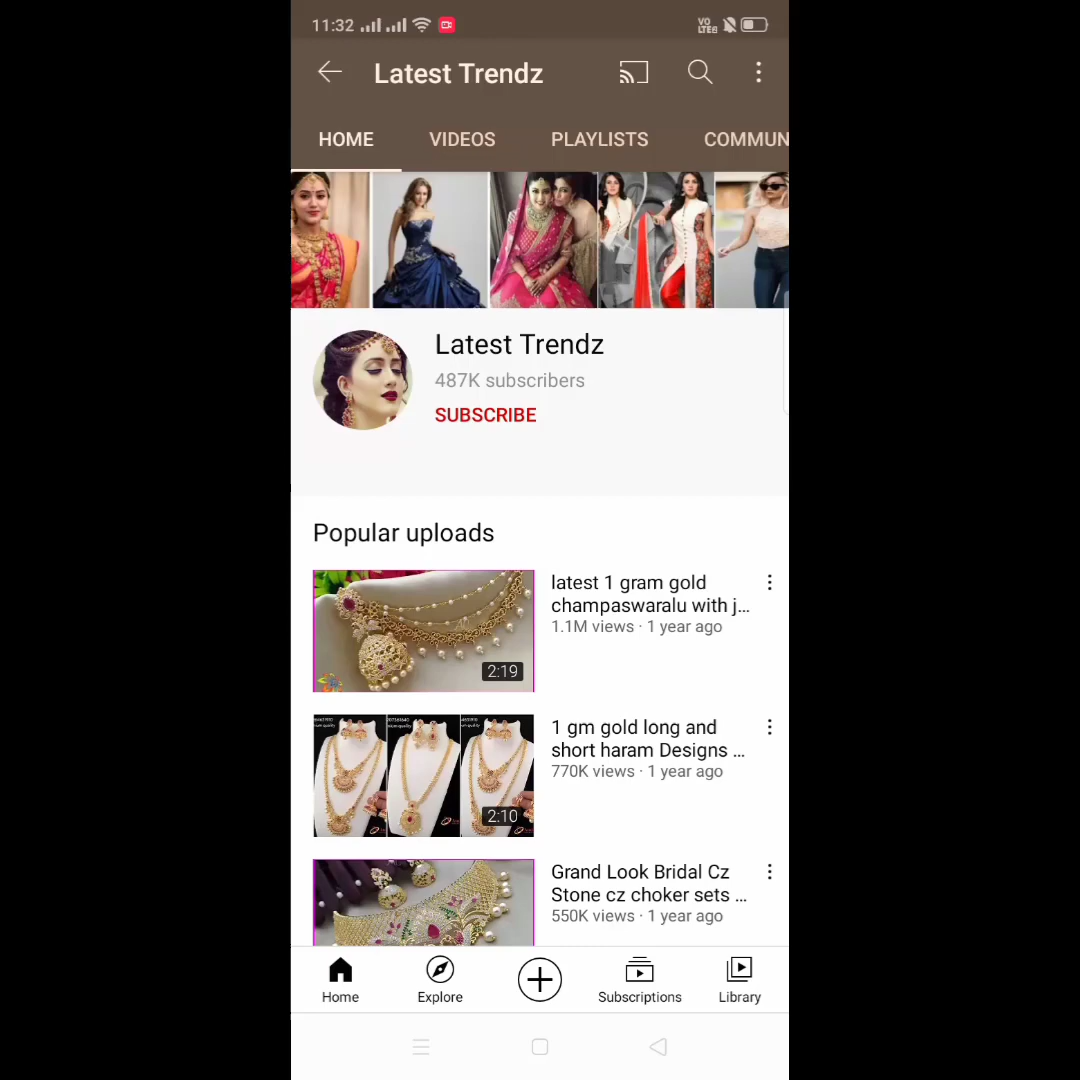 11:32
VO
LTE
Latest Trendz
HOME VIDEOS PLAYLISTS COMMUN
Latest Trendz
487K subscribers
SUBSCRIBE
Popular uploads
latest 1 gram gold
champaswaralu with j...
1.1M views · 1 year ago
2:19
1 gm gold long and
short haram Designs ...
770K views · 1 year ago
2:10
Grand Look Bridal Cz
Stone cz choker sets ...
550K views · 1 year ago
Home Explore Subscriptions Library